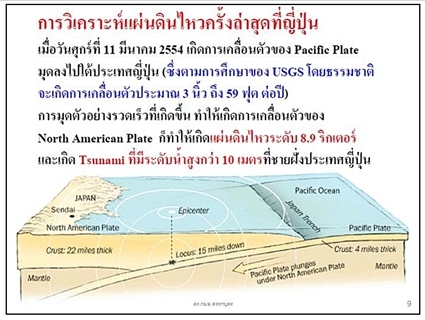 การวิเคราะห์แผ่นดินไหวครั้งล่าสุดที่ญี่ปุ่น
เมื่อวันศุกร์ที่ 11 มีนาคม 2554 เกิดการเคลื่อนตัวของ Pacific Plate
มุดลงไปใต้ประเทศญี่ปุ่น (ซึ่งตามการศึกษาของ USGS โดยธรรมชาติ
จะเกิดการเคลื่อนตัวประมาณ 3 นิ้ว ถึง 59 ฟุต ต่อปี)
การมุดตัวอย่างรวดเร็วที่เกิดขึ้น ทำให้เกิดการเคลื่อนตัวของ
North American Plate ก็ทำให้เกิดแผ่นดินไหวระดับ 8.9 ริกเตอร์
และเกิด Tsunami ที่มีระดับน้ำสูงกว่า 10 เมตรที่ชายฝั่งประเทศญี่ปุ่น
JAPAN
Sendai
North American Plate
Crust: 22 miles thick
Mantle
Epicenter
Locus: 15 miles down
Pacific Ocean
Japan Trench
Pacific Plate
Crust: 4 miles thick
Pacific Plate plunges
under North American Plate
Mantle
9